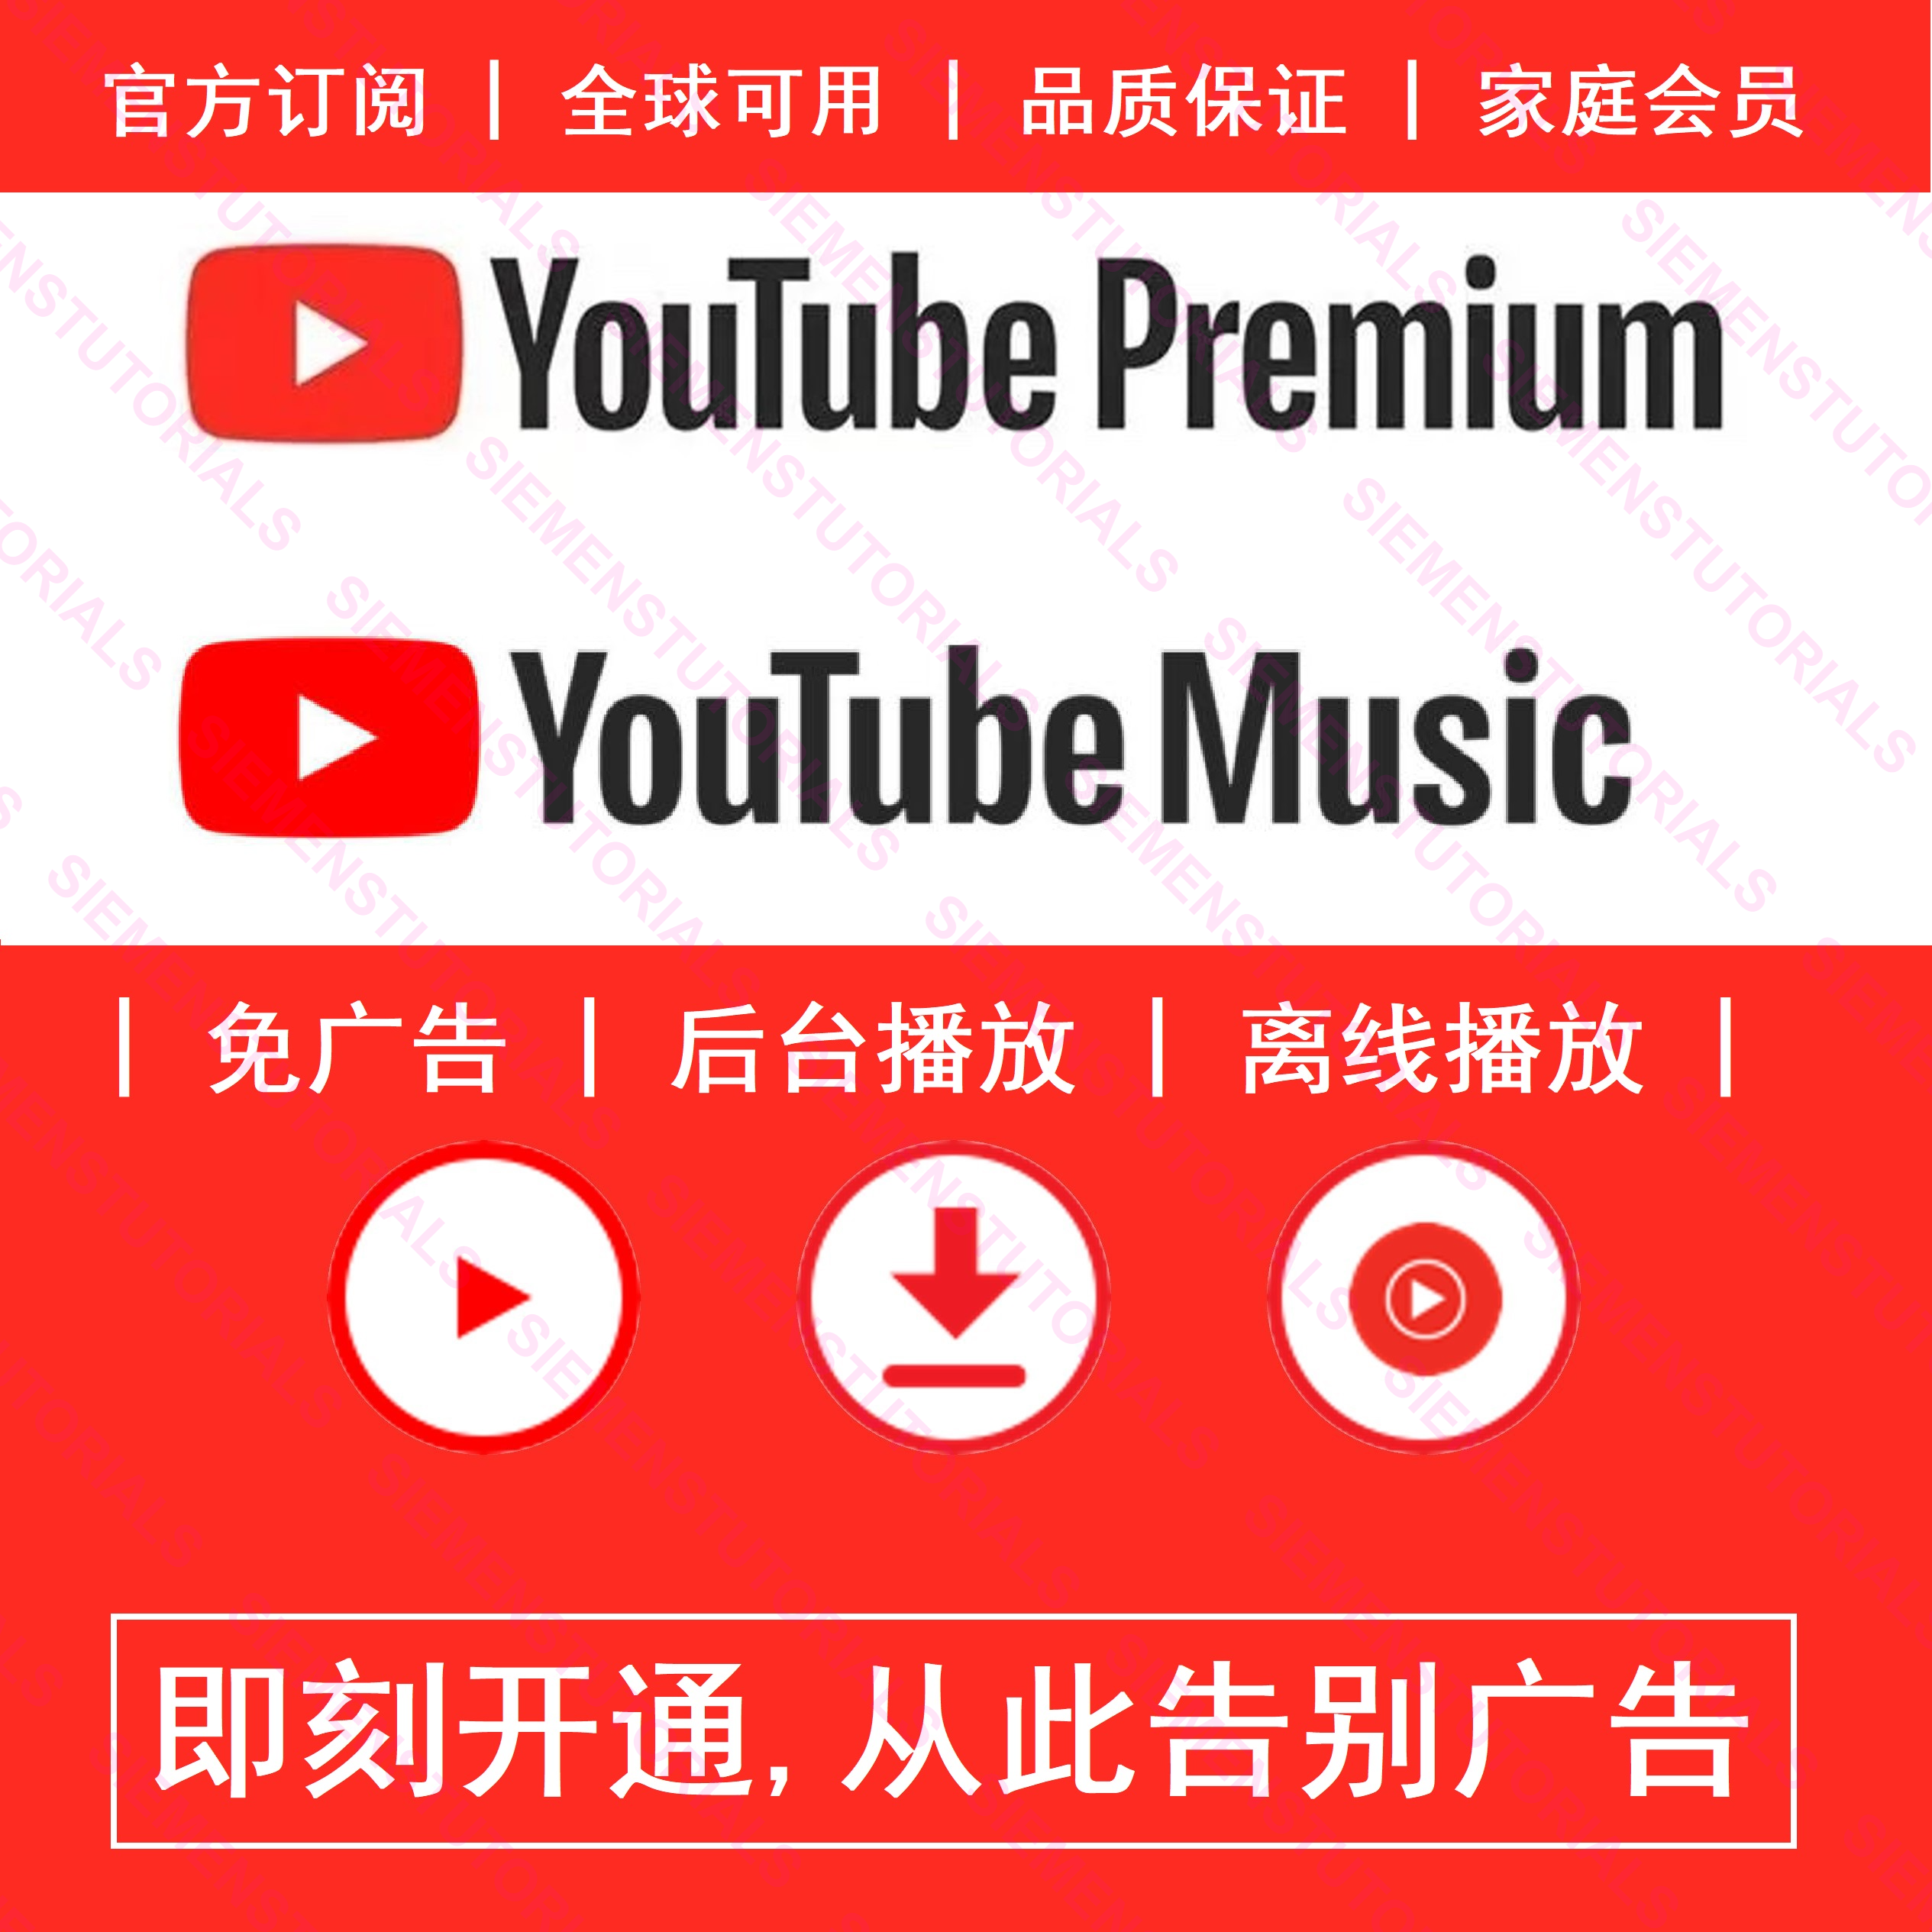 官方订阅 | 全球可用 | 品质保证 | 家庭会员
YouTube Premium
YouTube Music
| 免广告 | 后台播放 | 离线播放 |
即刻开通, 从此告别广告
SIEMENSTUTORIALS